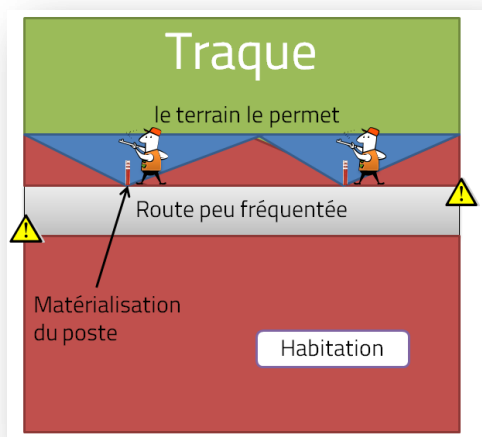 Traque
le terrain le permet
Route peu fréquentée
Matérialisation
du poste
Habitation